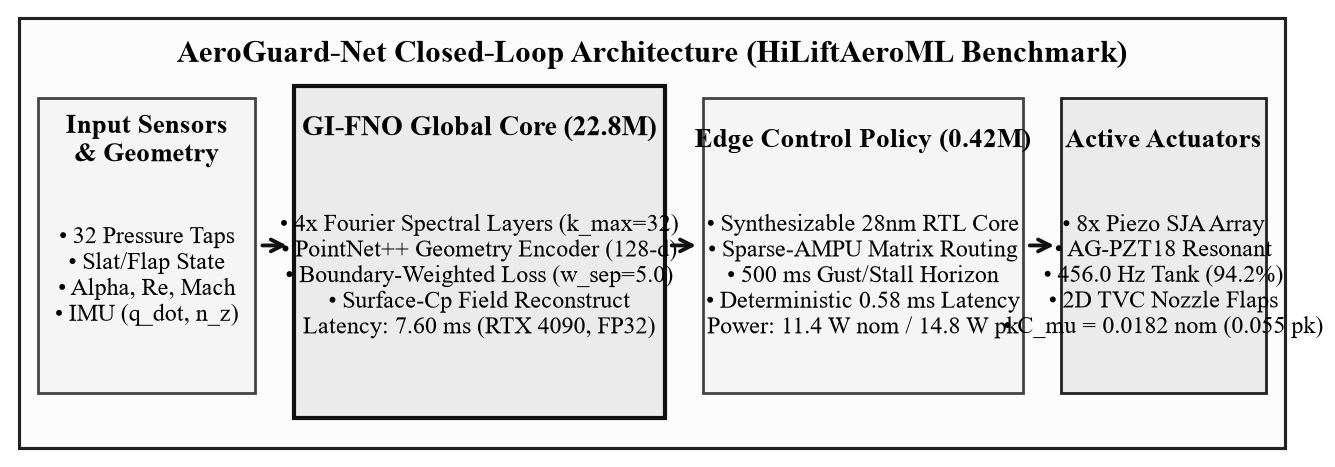 AeroGuard-Net Closed-Loop Architecture (HiLiftAeroML Benchmark)
Input Sensors
& Geometry
• 32 Pressure Taps
• Slat/Flap State
• Alpha, Re, Mach
• IMU (q_dot, n_z)
GI-FNO Global Core (22.8M)
• 4x Fourier Spectral Layers (k_max=32)
• PointNet++ Geometry Encoder (128-d)
• Boundary-Weighted Loss (w_sep=5.0)
• Surface-Cp Field Reconstruct
Latency: 7.60 ms (RTX 4090, FP32)
Edge Control Policy (0.42M)
• Synthesizable 28nm RTL Core
• Sparse-AMPU Matrix Routing
• 500 ms Gust/Stall Horizon
• Deterministic 0.58 ms Latency
Power: 11.4 W nom / 14.8 W pk
Active Actuators
• 8x Piezo SJA Array
• AG-PZT18 Resonant
• 456.0 Hz Tank (94.2%)
• 2D TVC Nozzle Flaps
• C_mu = 0.0182 nom (0.055 pk)